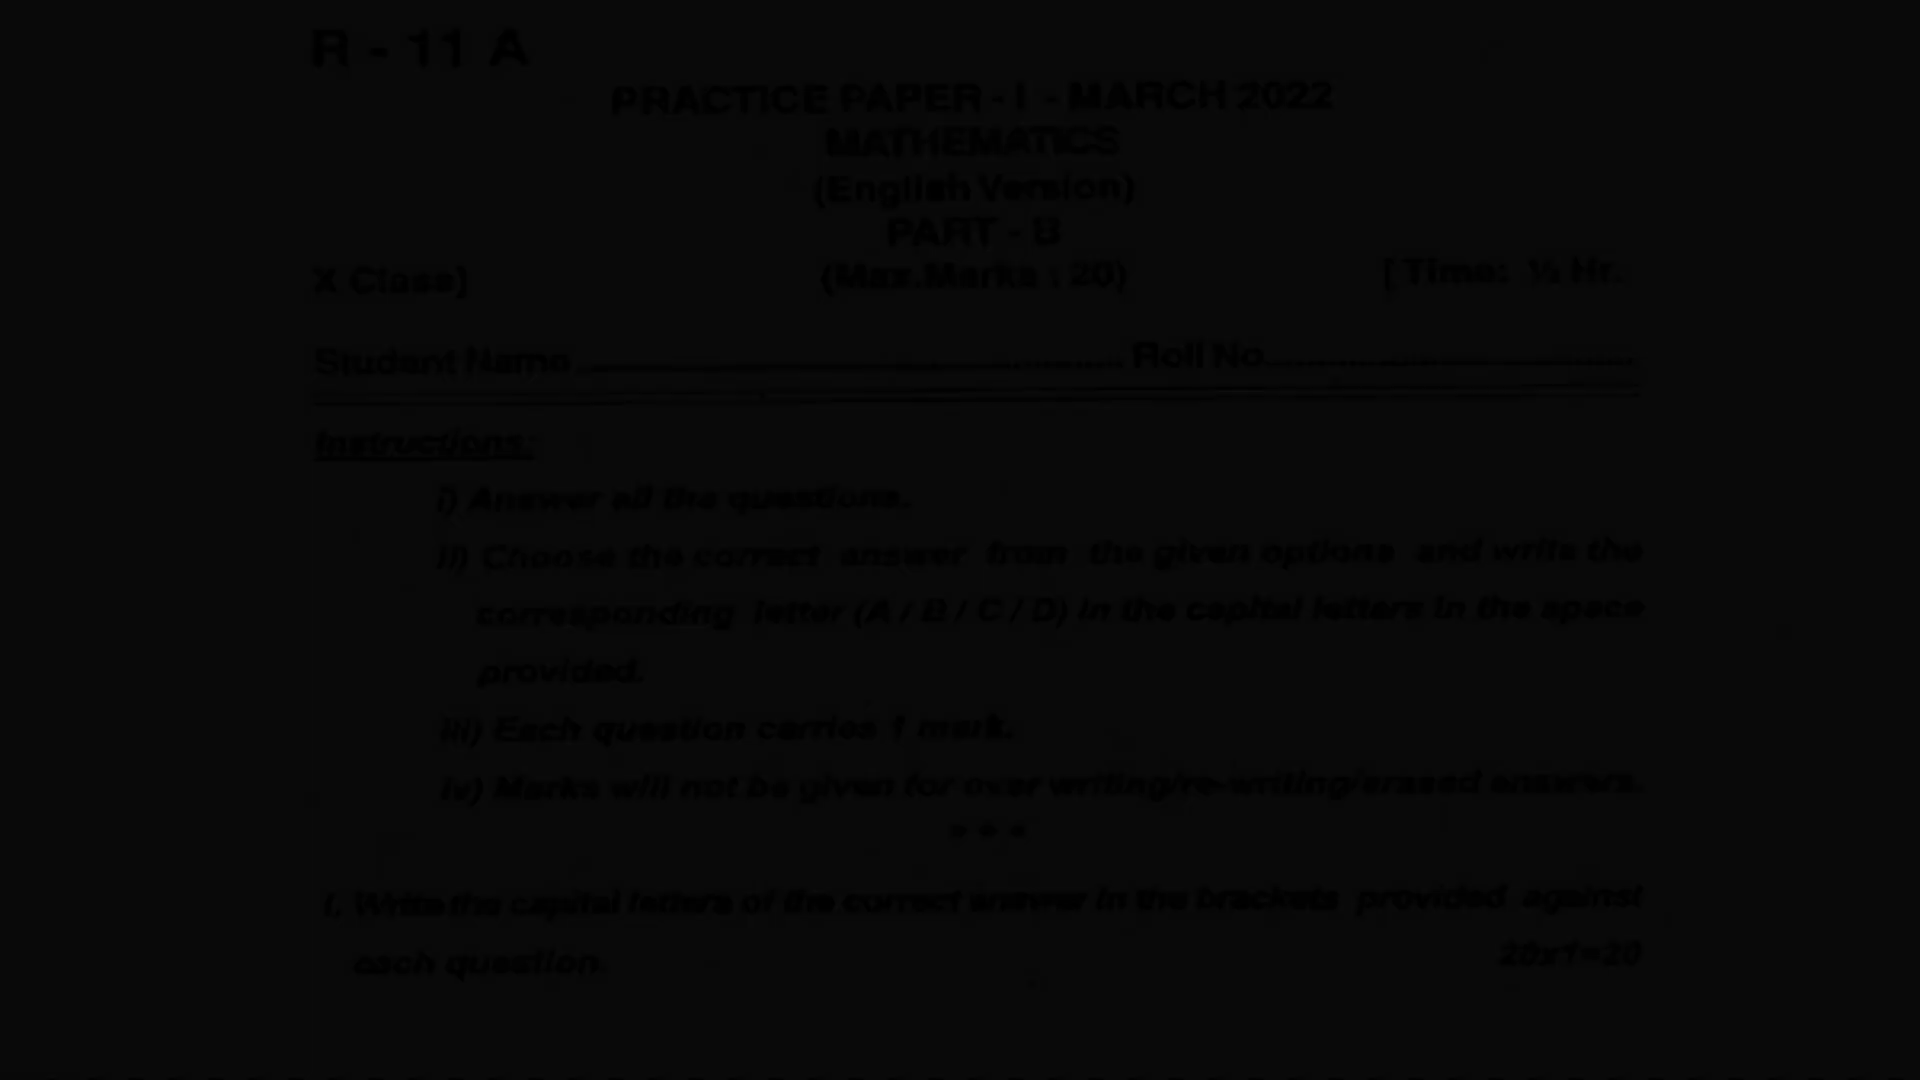 R - 11 A
PRACTICE PAPER - I - MARCH 2022
MATHEMATICS
(English Version)
PART - B
X Class] (Max.Marks : 20) [ Time: ½ Hr.
Student Name ........................................ Roll No...............................
Instructions:
i) Answer all the questions.
ii) Choose the correct answer from the given options and write the
corresponding letter (A / B / C / D) in the capital letters in the space
provided.
iii) Each question carries 1 mark.
iv) Marks will not be given for over writing/re-writing/erased answers.
* * *
I. Write the capital letters of the correct answer in the brackets provided against
each question. 20x1=20